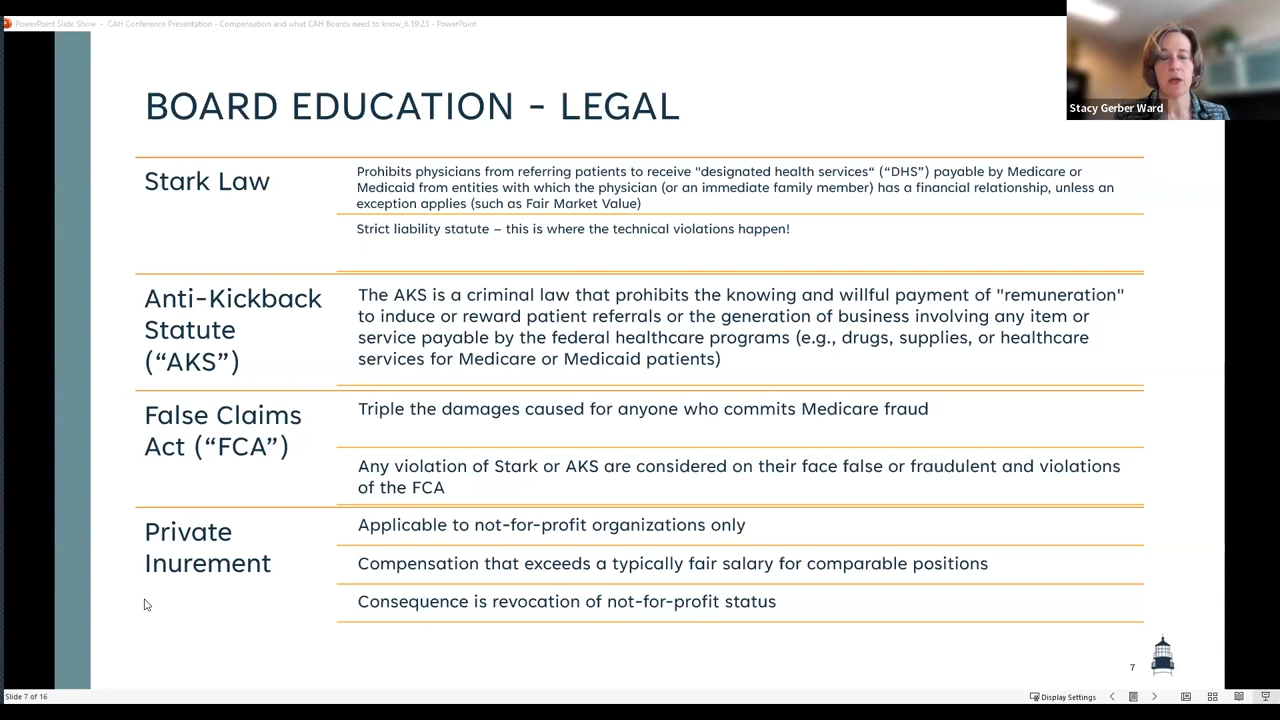 PowerPoint Slide Show - CAH Conference Presentation - Compensation and what CAH Boards need to know_6.19.23 - PowerPoint
Stacy Gerber Ward
BOARD EDUCATION - LEGAL
Stark Law
Prohibits physicians from referring patients to receive "designated health services“ (“DHS”) payable by Medicare or
Medicaid from entities with which the physician (or an immediate family member) has a financial relationship, unless an
exception applies (such as Fair Market Value)
Strict liability statute – this is where the technical violations happen!
Anti-Kickback
Statute
(“AKS”)
The AKS is a criminal law that prohibits the knowing and willful payment of "remuneration"
to induce or reward patient referrals or the generation of business involving any item or
service payable by the federal healthcare programs (e.g., drugs, supplies, or healthcare
services for Medicare or Medicaid patients)
False Claims
Act (“FCA”)
Triple the damages caused for anyone who commits Medicare fraud
Any violation of Stark or AKS are considered on their face false or fraudulent and violations
of the FCA
Private
Inurement
Applicable to not-for-profit organizations only
Compensation that exceeds a typically fair salary for comparable positions
Consequence is revocation of not-for-profit status
7
Slide 7 of 16
Display Settings